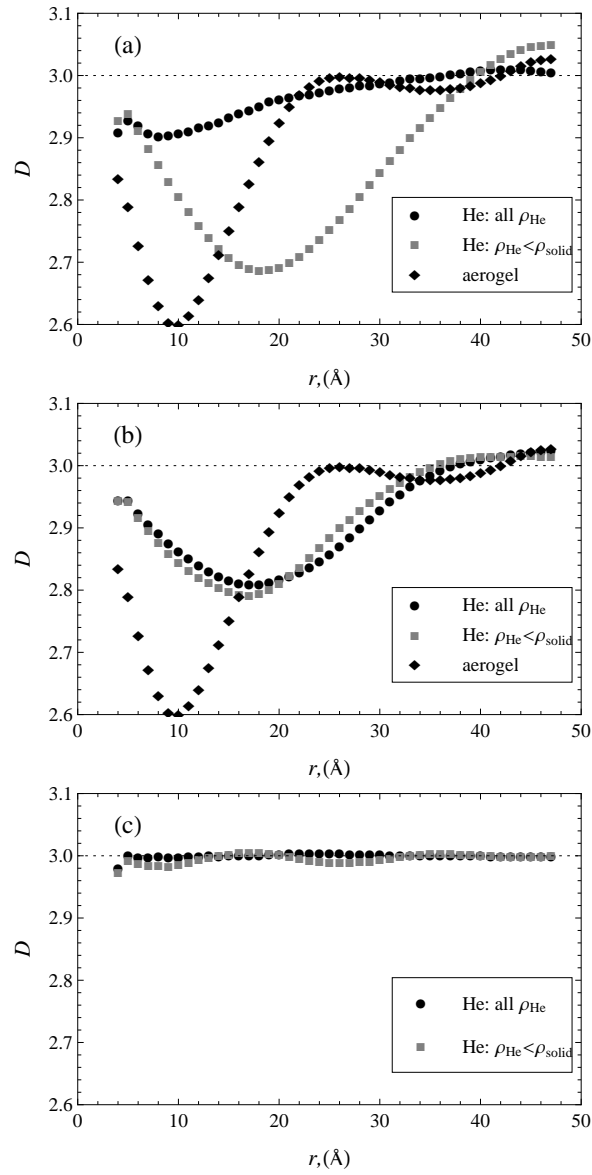 (a)
3.1
3.0
2.9
2.8
2.7
2.6
D
He: all ρHe
He: ρHe<ρsolid
aerogel
0 10 20 30 40 50
r,(Å)
(b)
3.1
3.0
2.9
2.8
2.7
2.6
D
He: all ρHe
He: ρHe<ρsolid
aerogel
0 10 20 30 40 50
r,(Å)
(c)
3.1
3.0
2.9
2.8
2.7
2.6
D
He: all ρHe
He: ρHe<ρsolid
0 10 20 30 40 50
r,(Å)